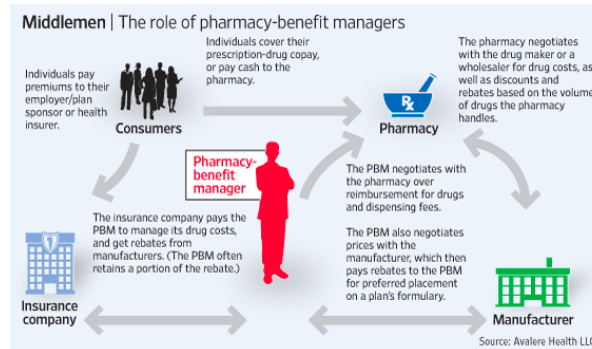 Middlemen | The role of pharmacy-benefit managers
Individuals pay
premiums to their
employer/plan
sponsor or health
insurer.
Consumers
Individuals cover their
prescription-drug copay,
or pay cash to the
pharmacy.
Rx
Pharmacy
The pharmacy negotiates
with the drug maker or a
wholesaler for drug costs, as
well as discounts and
rebates based on the volume
of drugs the pharmacy
handles.
Pharmacy-
benefit
manager
The PBM negotiates with
the pharmacy over
reimbursement for drugs
and dispensing fees.
The insurance company pays the
PBM to manage its drug costs,
and get rebates from
manufacturers. (The PBM often
retains a portion of the rebate.)
The PBM also negotiates
prices with the
manufacturer, which then
pays rebates to the PBM
for preferred placement
on a plan's formulary.
Insurance
company
Manufacturer
Source: Avalere Health LLC